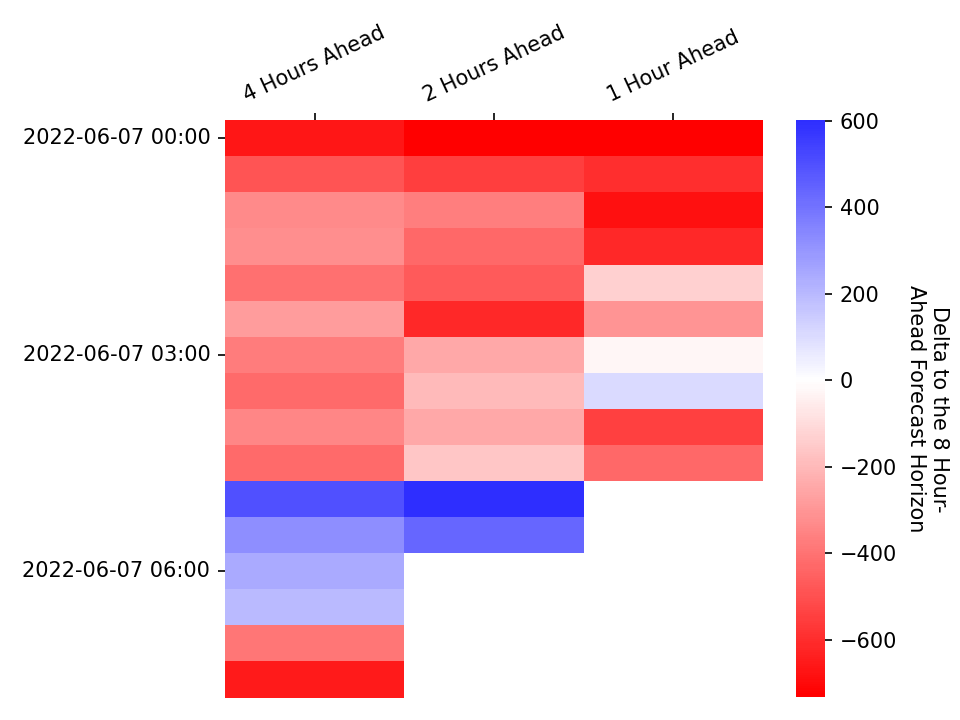 4 Hours Ahead
2 Hours Ahead
1 Hour Ahead
2022-06-07 00:00
2022-06-07 03:00
2022-06-07 06:00
600
400
200
0
−200
−400
−600
Delta to the 8 Hour-
Ahead Forecast Horizon